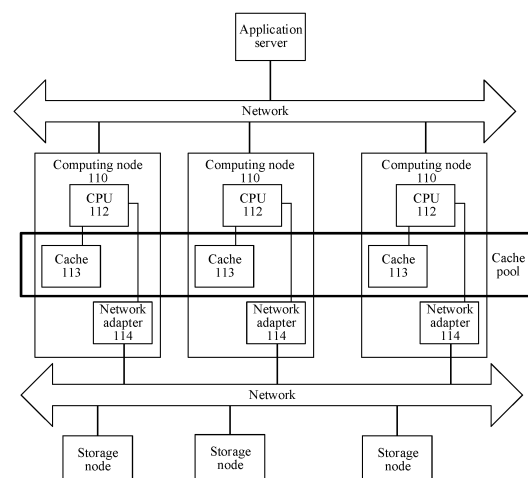 Application
server
Network
Computing node
110
CPU
112
Cache
113
Network
adapter
114
Computing node
110
CPU
112
Cache
113
Network
adapter
114
Computing node
110
CPU
112
Cache
113
Network
adapter
114
Cache
pool
Network
Storage
node
Storage
node
Storage
node